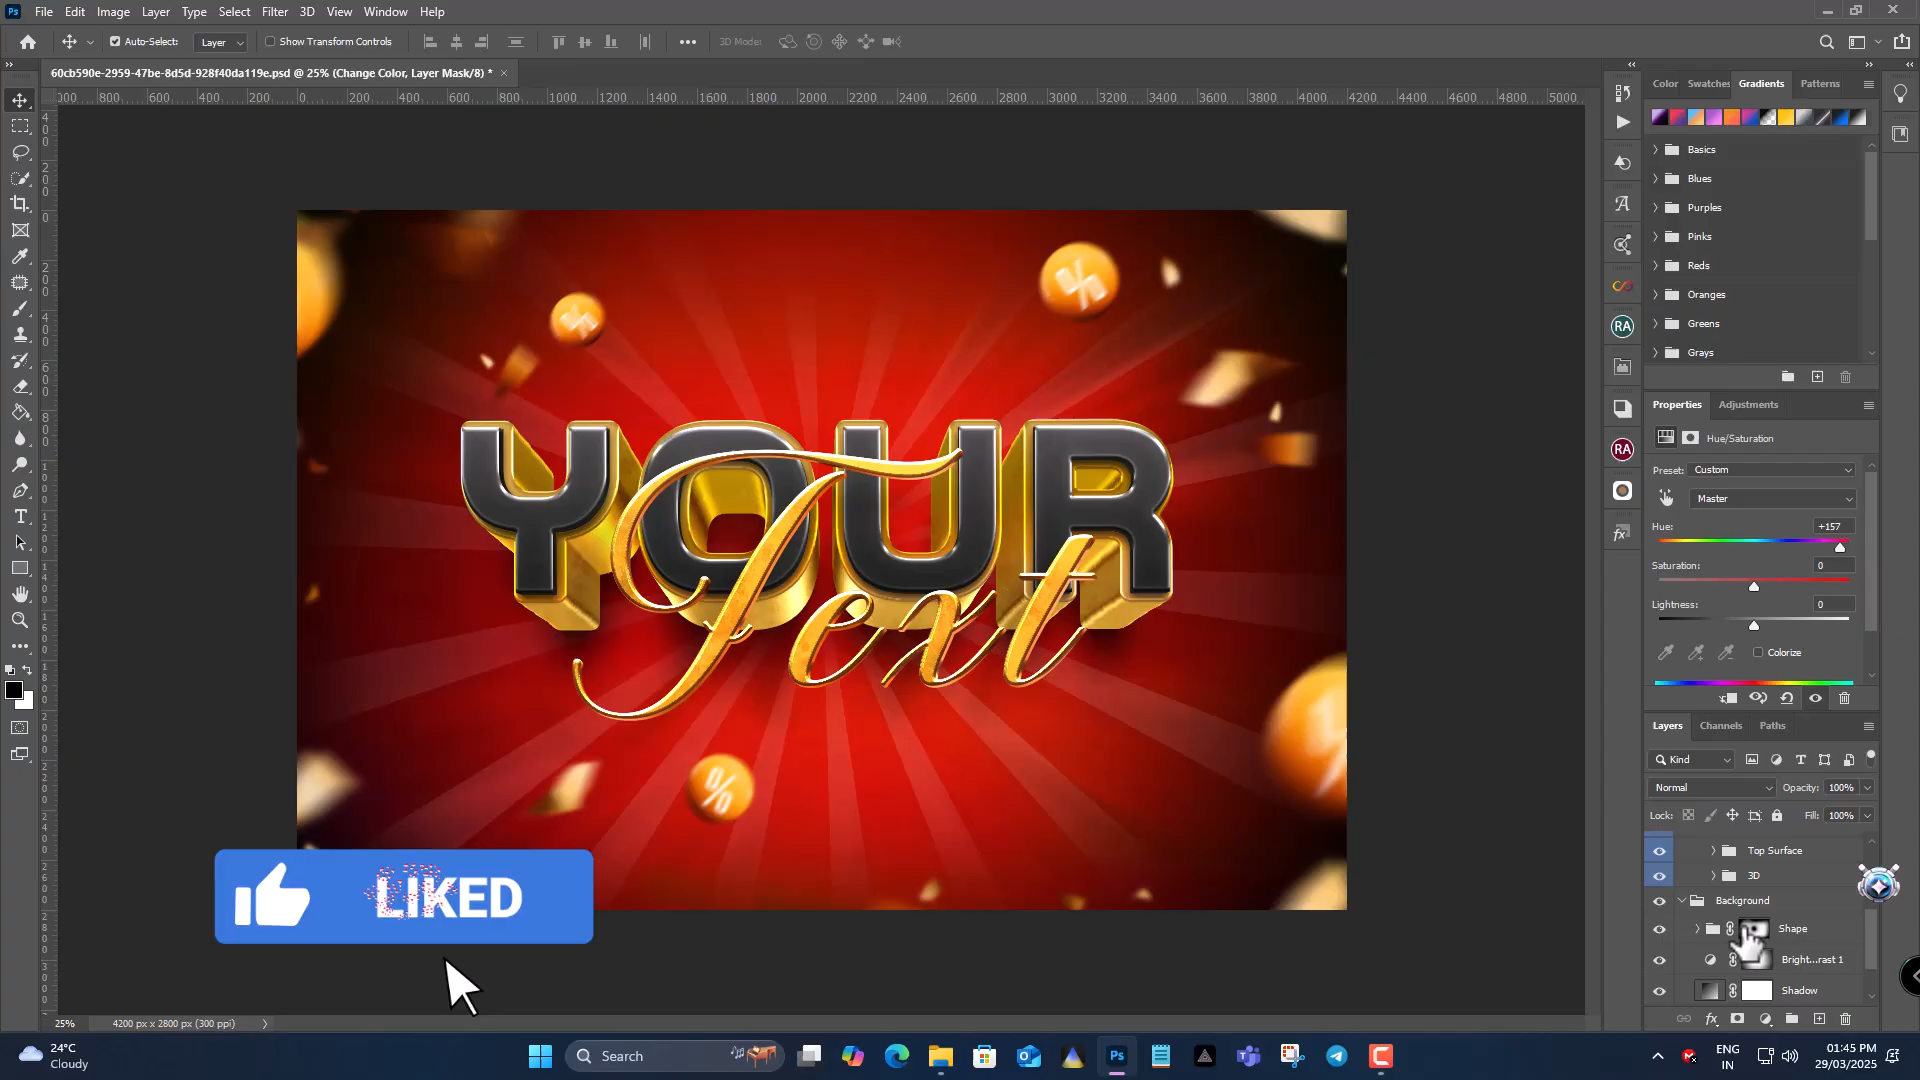 Ps File Edit Image Layer Type Select Filter 3D View Window Help
Auto-Select: Layer Show Transform Controls 3D Mode:
60cb590e-2959-47be-8d5d-928f40da119e.psd @ 25% (Change Color, Layer Mask/8) *
Color Swatches Gradients Patterns
Basics
Blues
Purples
Pinks
Reds
Oranges
Greens
Grays
Properties Adjustments
Hue/Saturation
Preset: Custom
Master
Hue: +157
Saturation: 0
Lightness: 0
Colorize
Layers Channels Paths
Kind
Normal Opacity: 100%
Lock: Fill: 100%
Top Surface
3D
Background
Shape
Bright...rast 1
Shadow
RA
RA
YOUR
Text
%
%
LIKED
25% 4200 px x 2800 px (300 ppi)
24°C
Cloudy
Search
Ps
ENG
IN
01:45 PM
29/03/2025